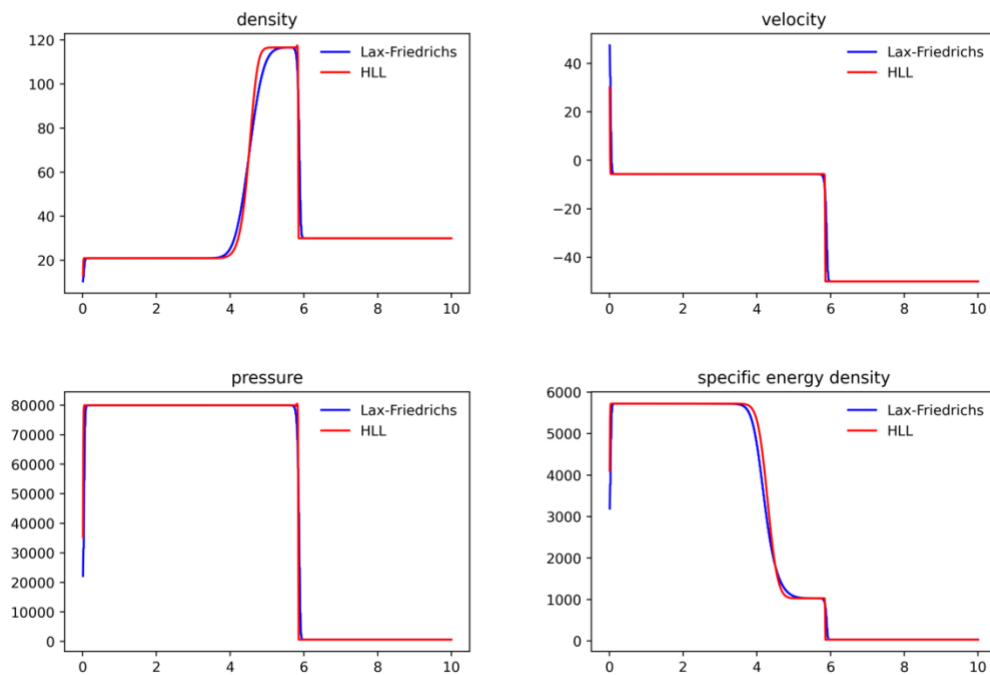 density
120
100
80
60
40
20
0 2 4 6 8 10
Lax-Friedrichs
HLL
velocity
40
20
0
−20
−40
0 2 4 6 8 10
Lax-Friedrichs
HLL
pressure
80000
70000
60000
50000
40000
30000
20000
10000
0
0 2 4 6 8 10
Lax-Friedrichs
HLL
specific energy density
6000
5000
4000
3000
2000
1000
0
0 2 4 6 8 10
Lax-Friedrichs
HLL